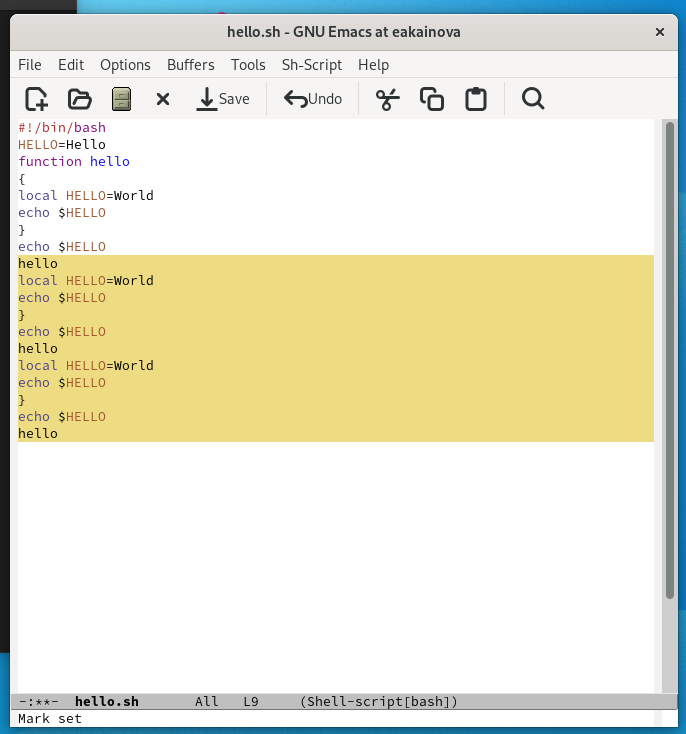 hello.sh - GNU Emacs at eakainova
File Edit Options Buffers Tools Sh-Script Help
Save Undo
#!/bin/bash
HELLO=Hello
function hello
{
local HELLO=World
echo $HELLO
}
echo $HELLO
hello
local HELLO=World
echo $HELLO
}
echo $HELLO
hello
local HELLO=World
echo $HELLO
}
echo $HELLO
hello
-:**- hello.sh All L9 (Shell-script[bash])
Mark set